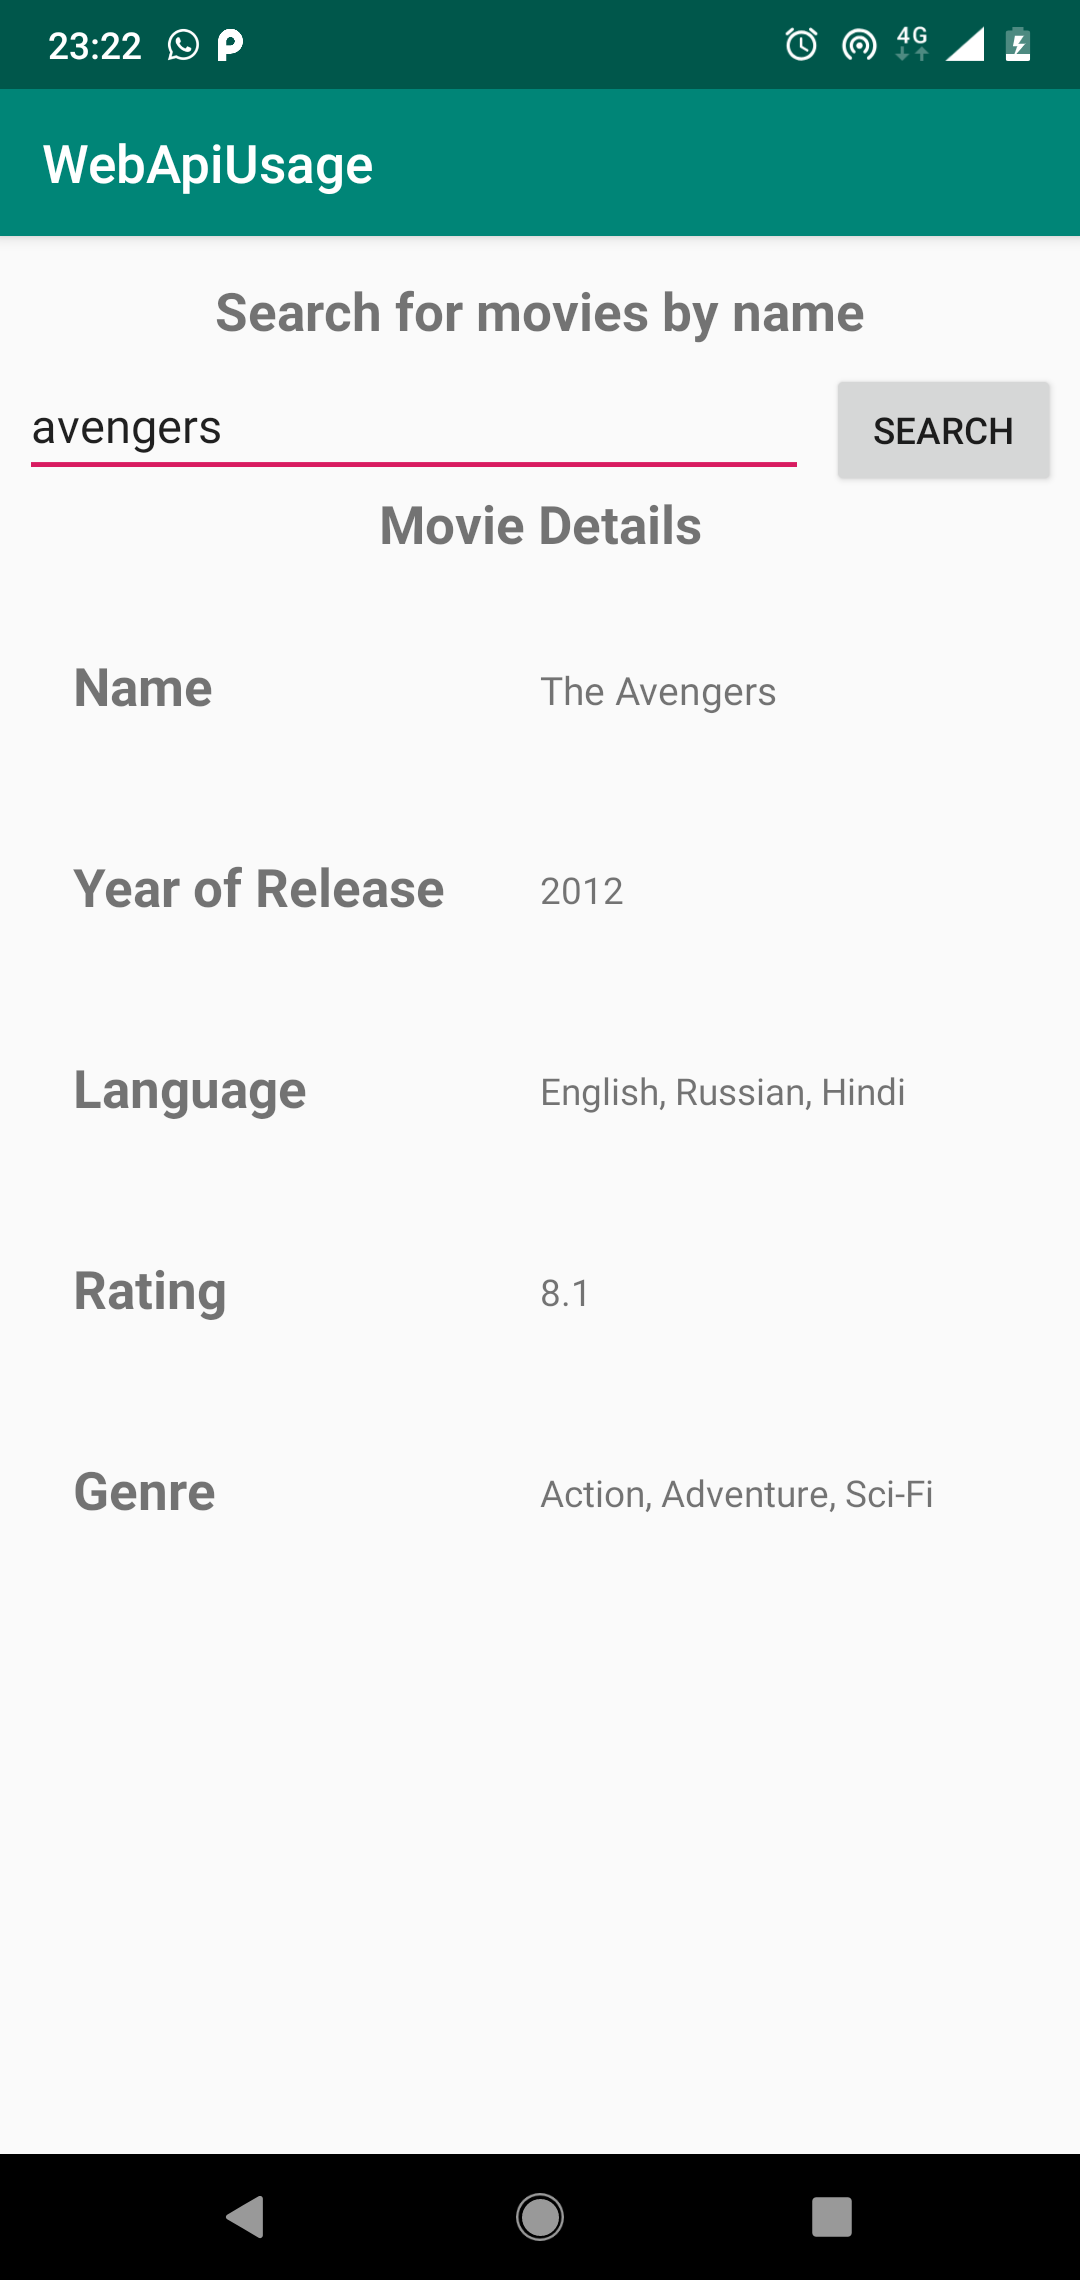 23:22
4G
WebApiUsage
Search for movies by name
avengers
SEARCH
Movie Details
Name The Avengers
Year of Release 2012
Language English, Russian, Hindi
Rating 8.1
Genre Action, Adventure, Sci-Fi